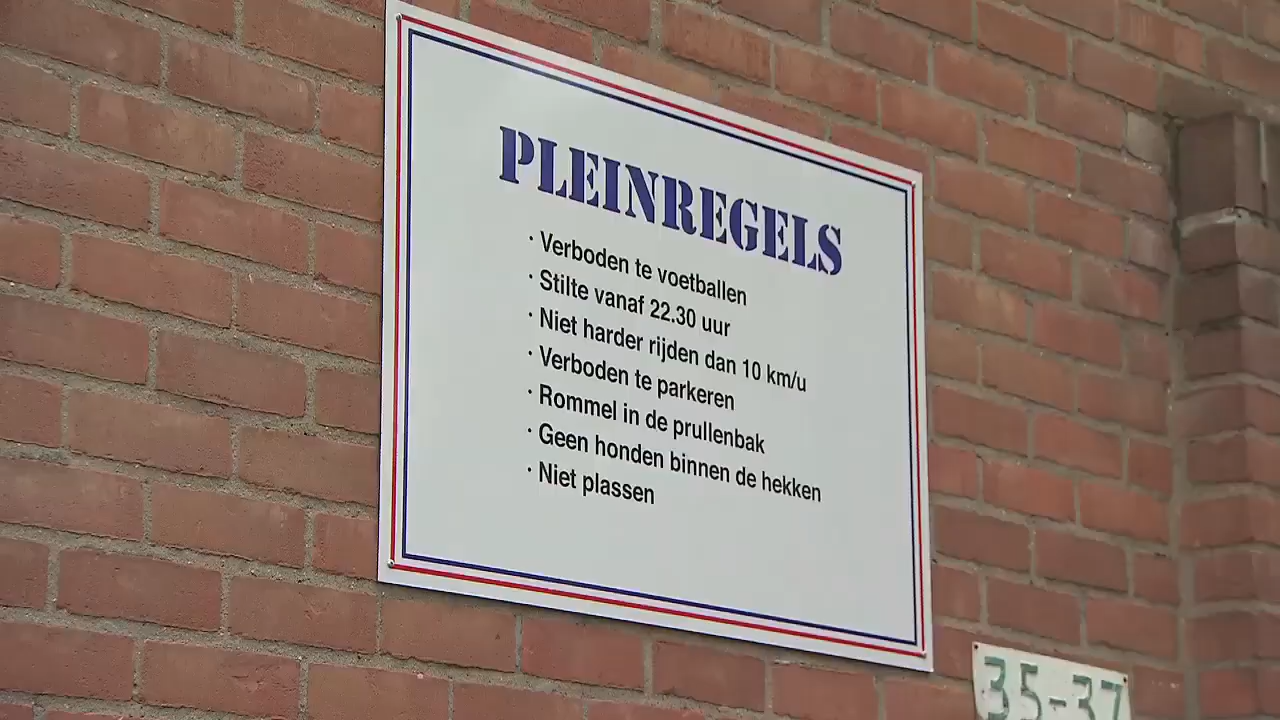 PLEINREGELS
· Verboden te voetballen
· Stilte vanaf 22.30 uur
· Niet harder rijden dan 10 km/u
· Verboden te parkeren
· Rommel in de prullenbak
· Geen honden binnen de hekken
· Niet plassen
35-37